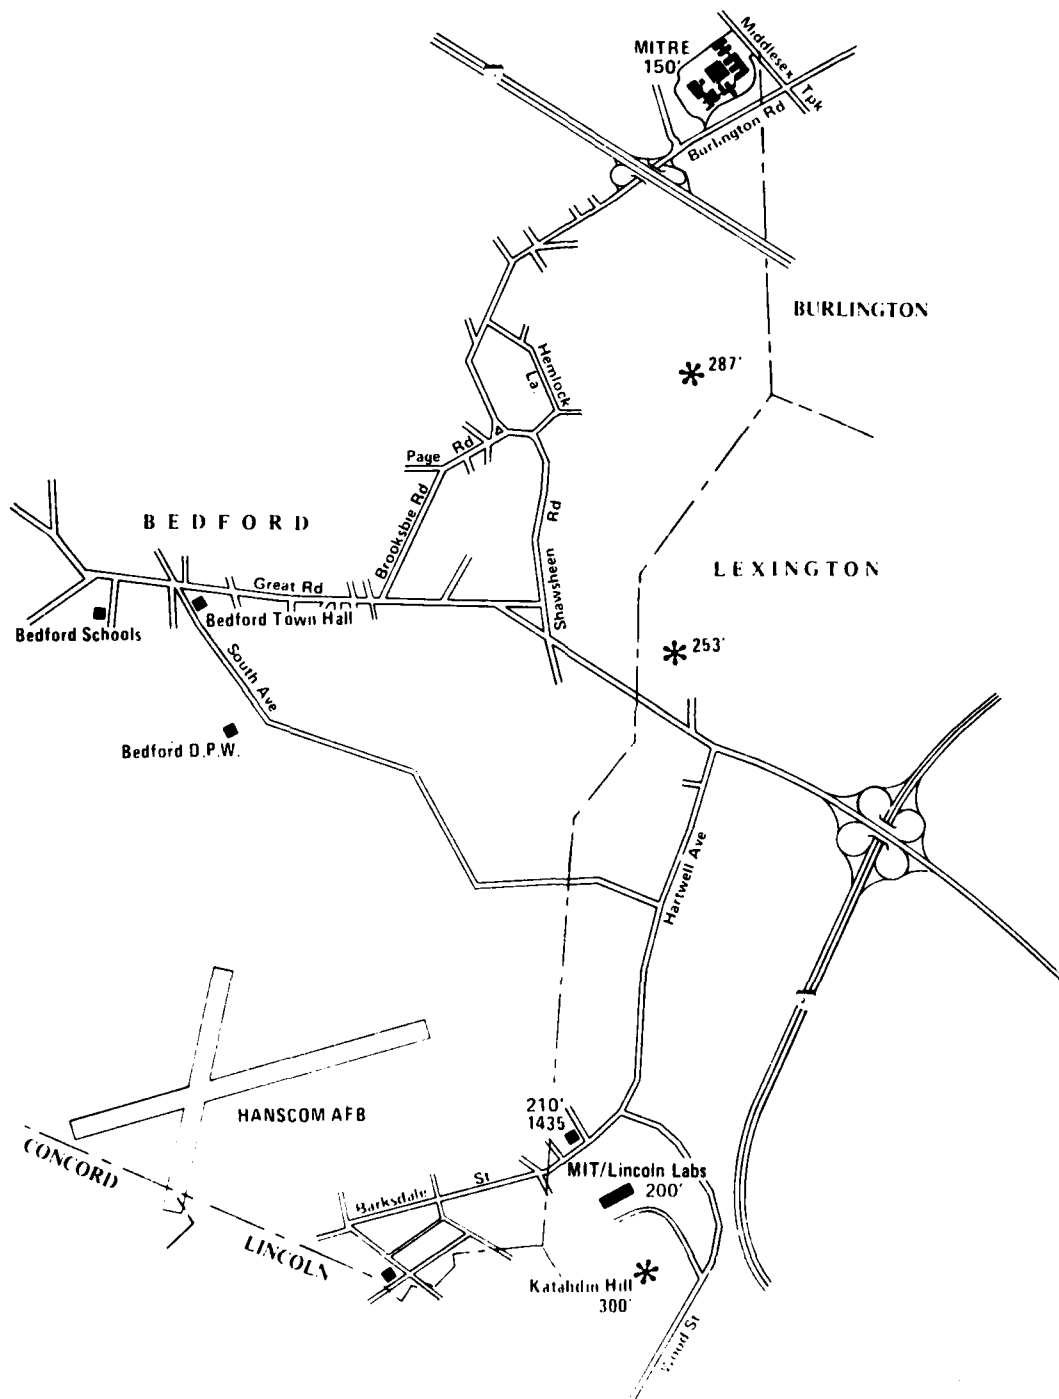 Middlesex Tpk
MITRE
150'
Burlington Rd
BURLINGTON
287'
Hemlock
La.
Page Rd
Brooksbie Rd
BEDFORD
Shawsheen Rd
LEXINGTON
Great Rd
Bedford Town Hall
Bedford Schools
253'
South Ave
Bedford D.P.W.
Hartwell Ave
HANSCOM AFB
210'
1435
CONCORD
MIT/Lincoln Labs
200'
Barksdale St
LINCOLN
Katahdin Hill
300'
Wood St